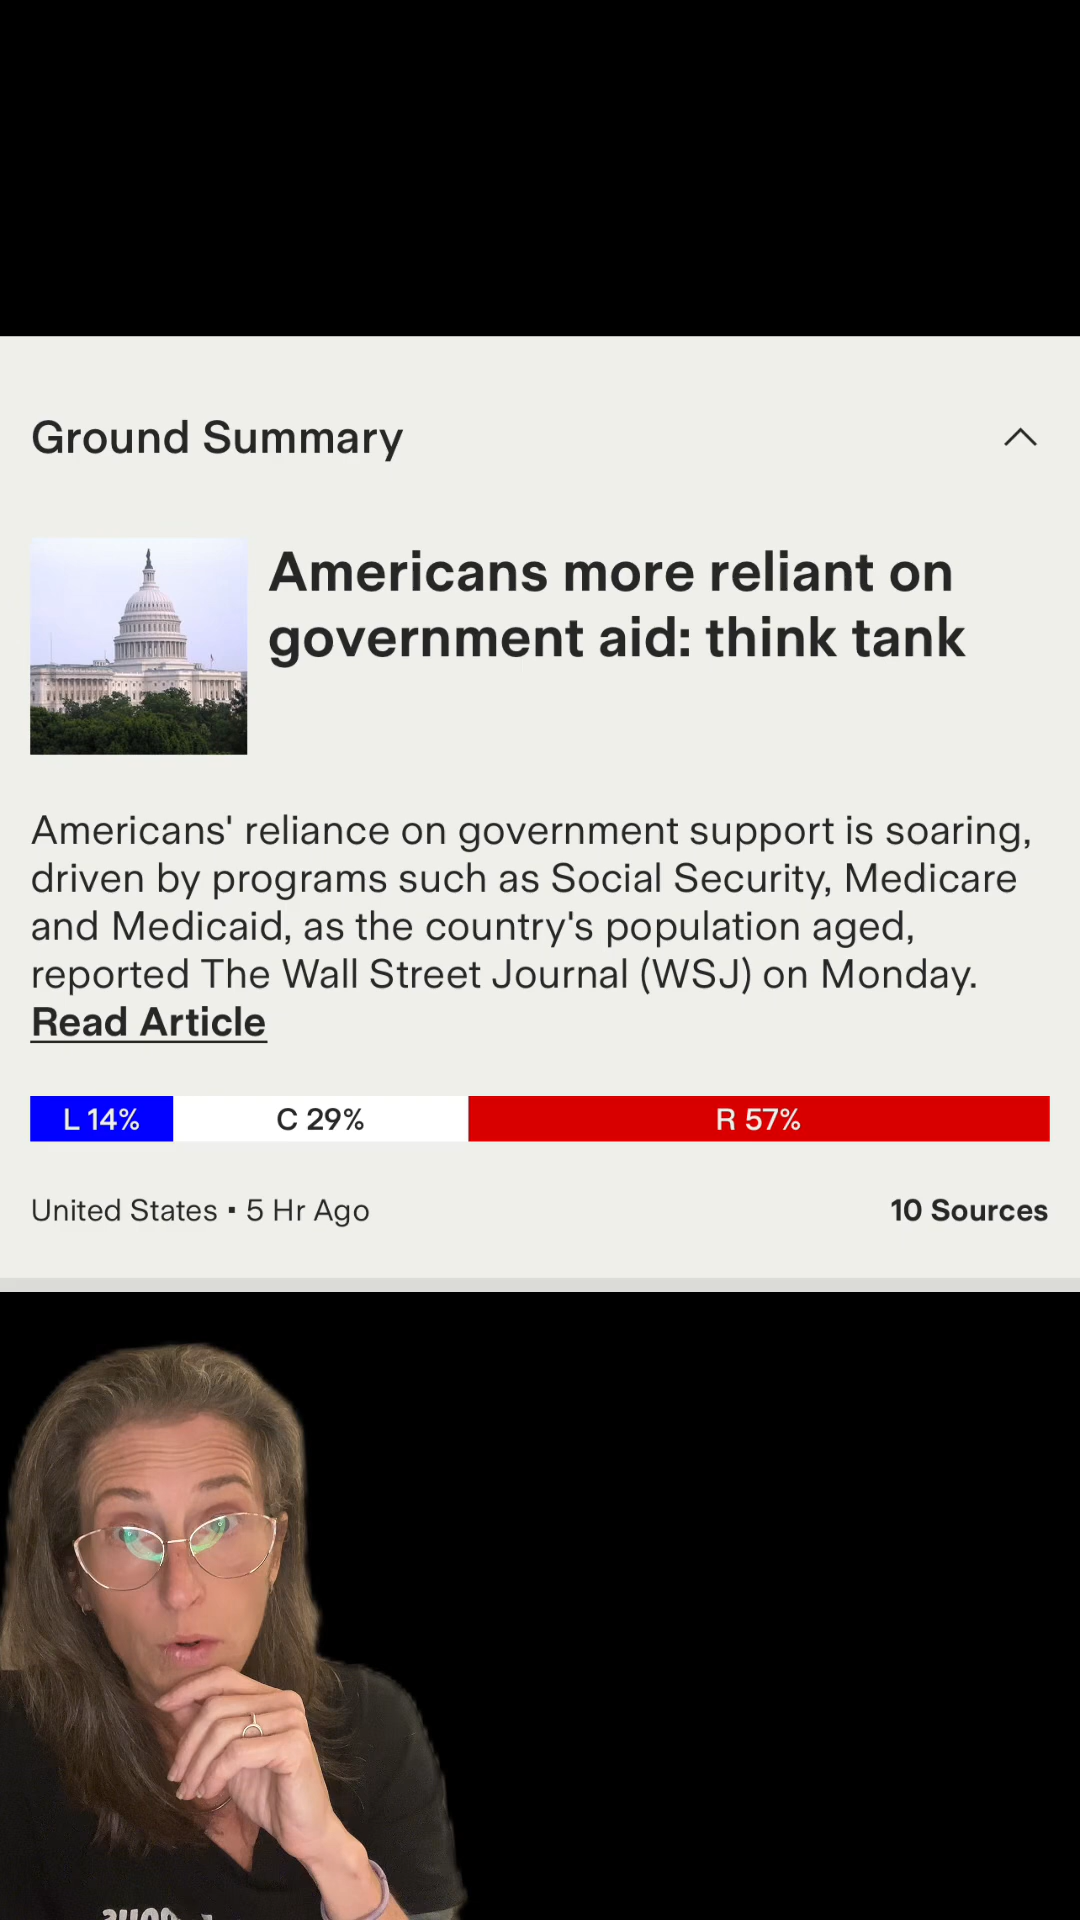 Ground Summary
Americans more reliant on
government aid: think tank
Americans' reliance on government support is soaring,
driven by programs such as Social Security, Medicare
and Medicaid, as the country's population aged,
reported The Wall Street Journal (WSJ) on Monday.
Read Article
L 14% C 29% R 57%
United States ▪ 5 Hr Ago 10 Sources